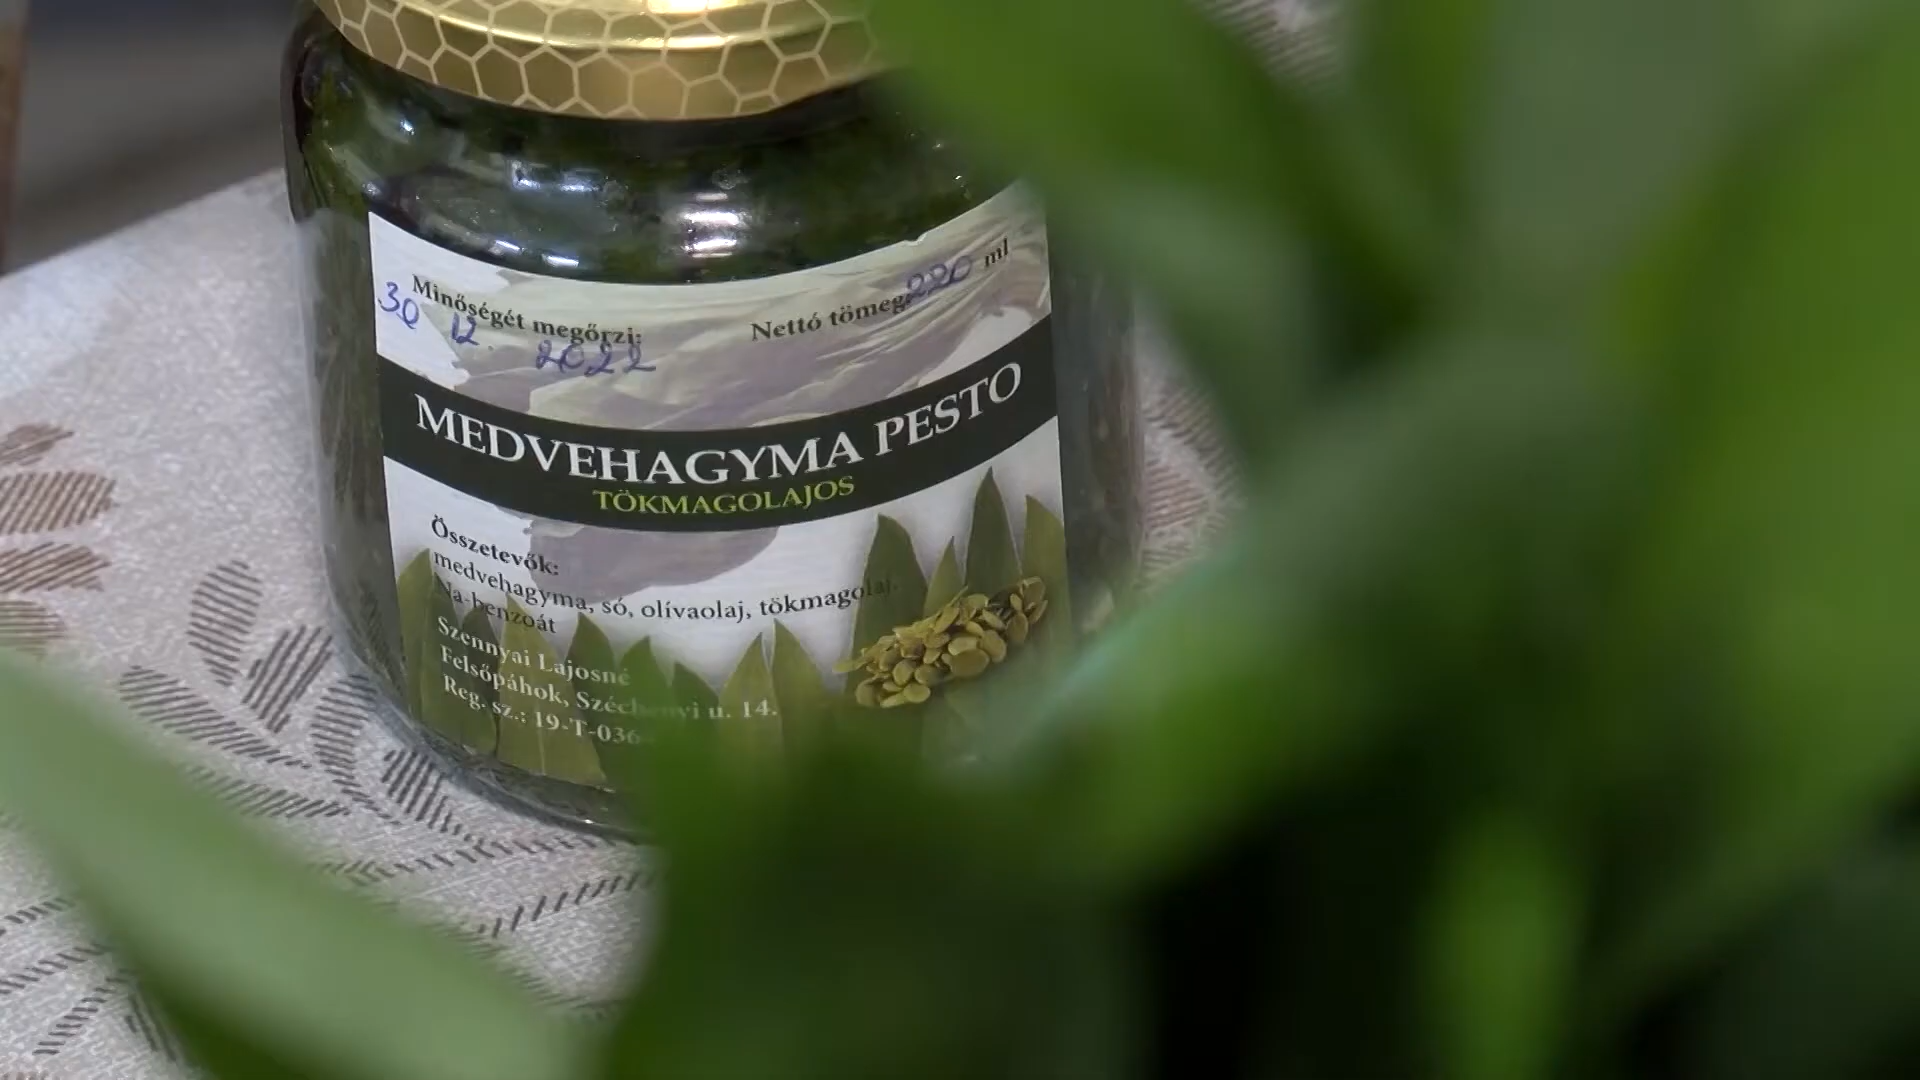 Minőségét megőrzi:
30 12. 2022
Nettó tömeg 220 ml
MEDVEHAGYMA PESTO
TÖKMAGOLAJOS
Összetevők:
medvehagyma, só, olívaolaj, tökmagolaj,
Na-benzoát
Szennyai Lajosné
Felsőpáhok, Széchenyi u. 14.
Reg. sz.: 19-T-036